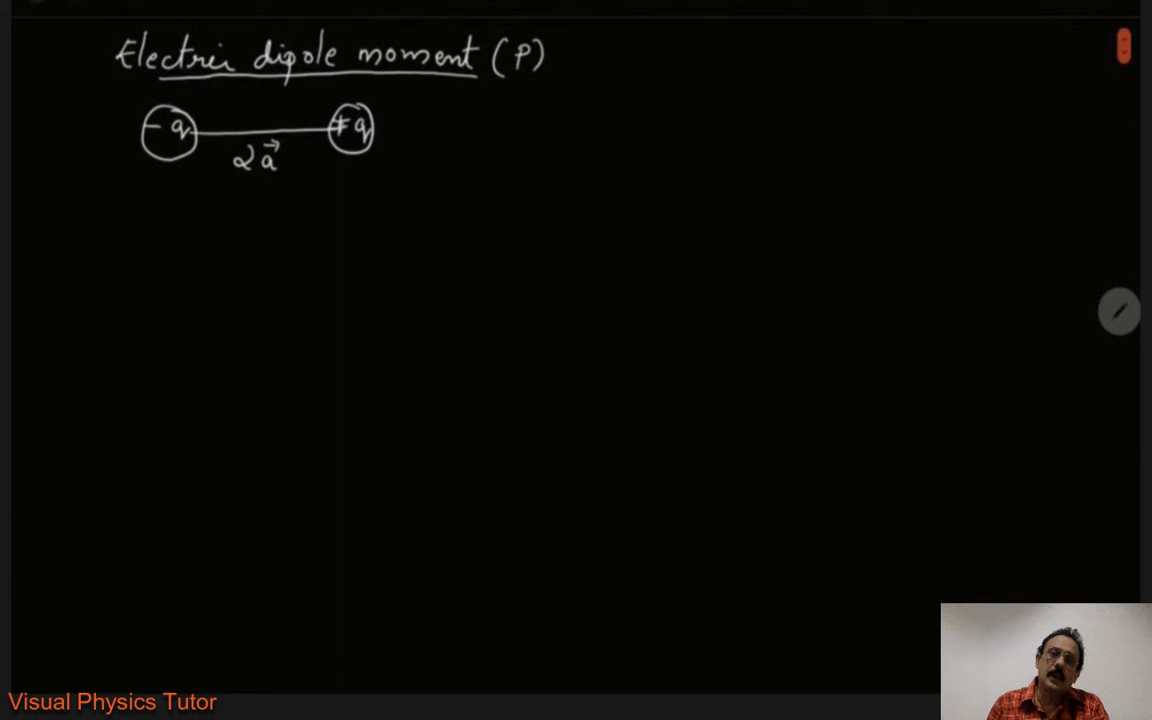 Electric dipole moment (P)
- q +q
2a⃗
Visual Physics Tutor